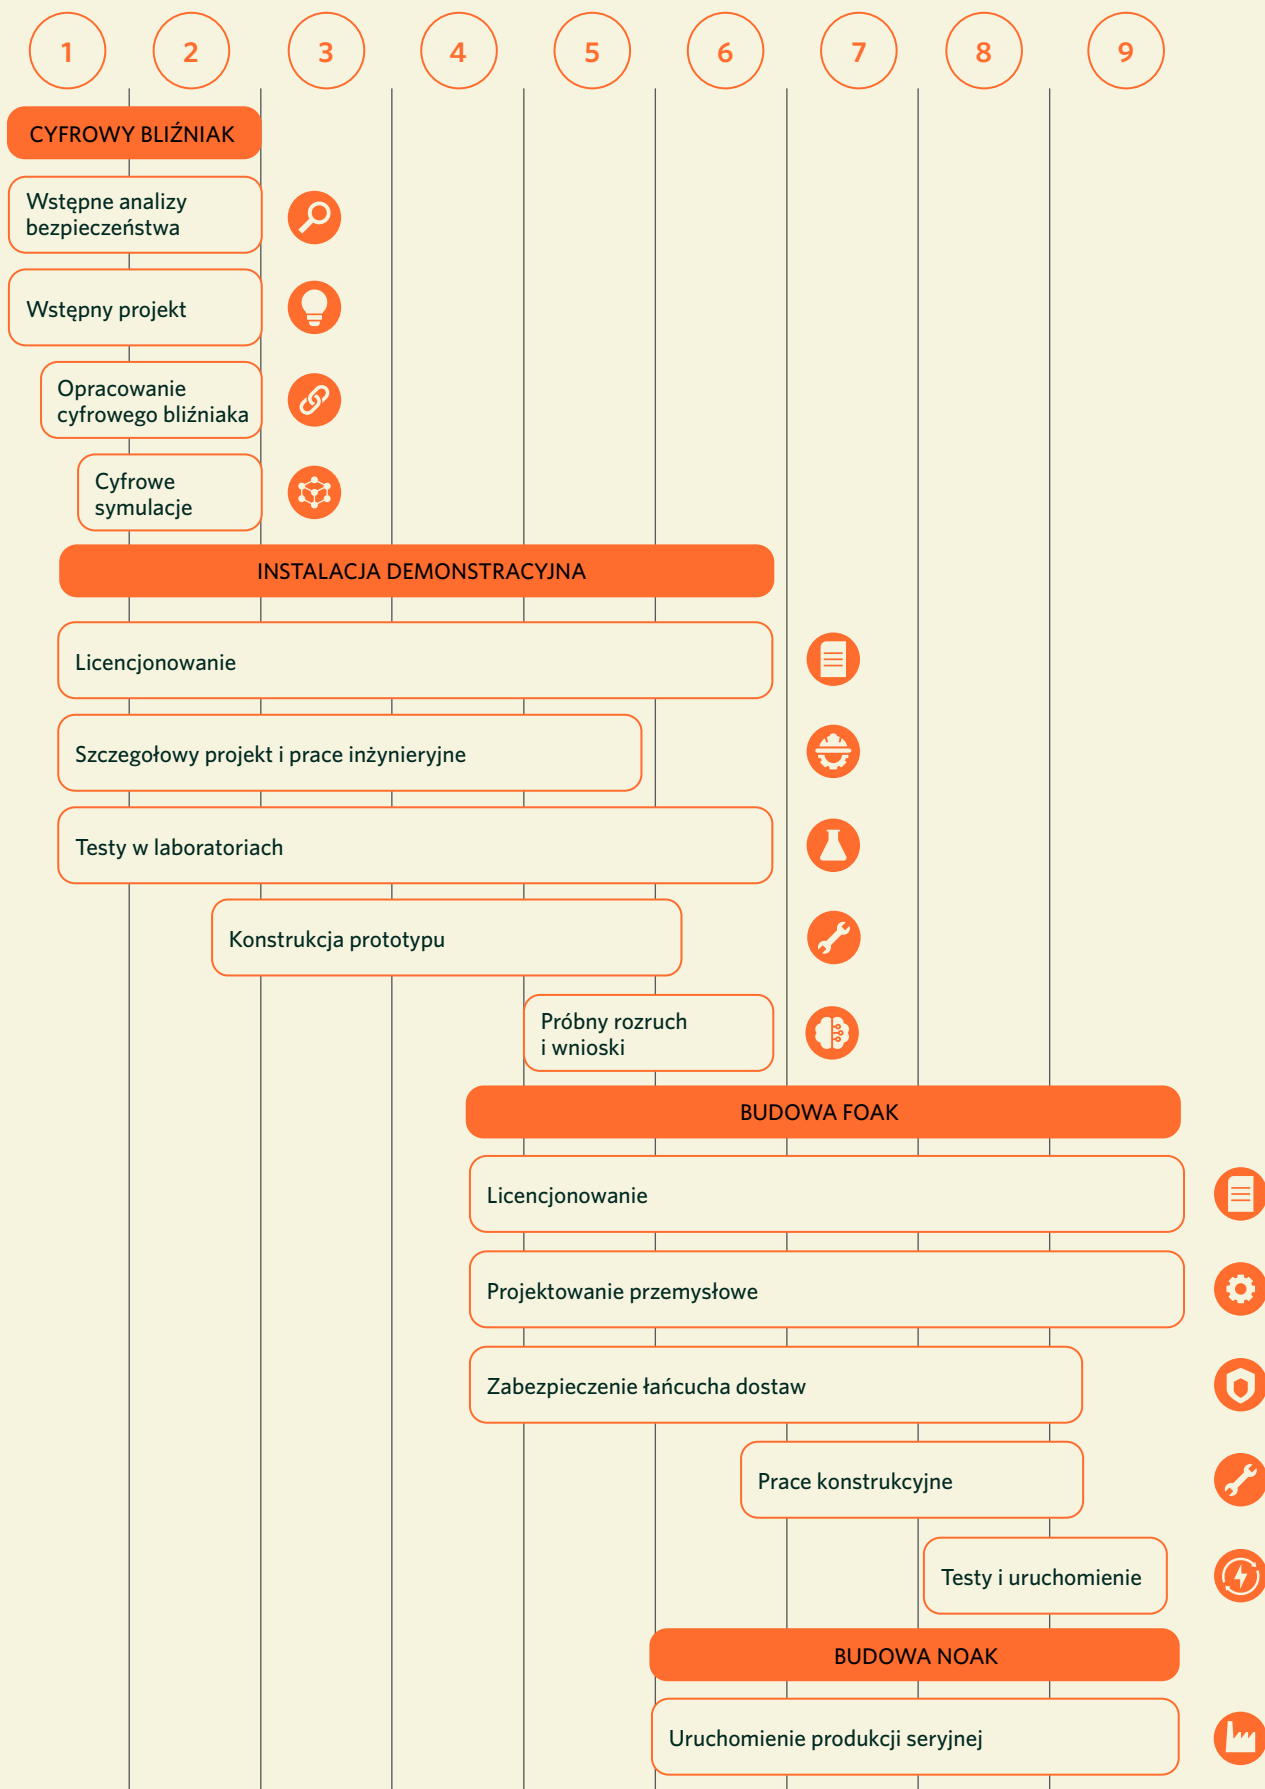 1 2 3 4 5 6 7 8 9
CYFROWY BLIŹNIAK
Wstępne analizy
bezpieczeństwa
Wstępny projekt
Opracowanie
cyfrowego bliźniaka
Cyfrowe
symulacje
INSTALACJA DEMONSTRACYJNA
Licencjonowanie
Szczegołowy projekt i prace inżynieryjne
Testy w laboratoriach
Konstrukcja prototypu
Próbny rozruch
i wnioski
BUDOWA FOAK
Licencjonowanie
Projektowanie przemysłowe
Zabezpieczenie łańcucha dostaw
Prace konstrukcyjne
Testy i uruchomienie
BUDOWA NOAK
Uruchomienie produkcji seryjnej